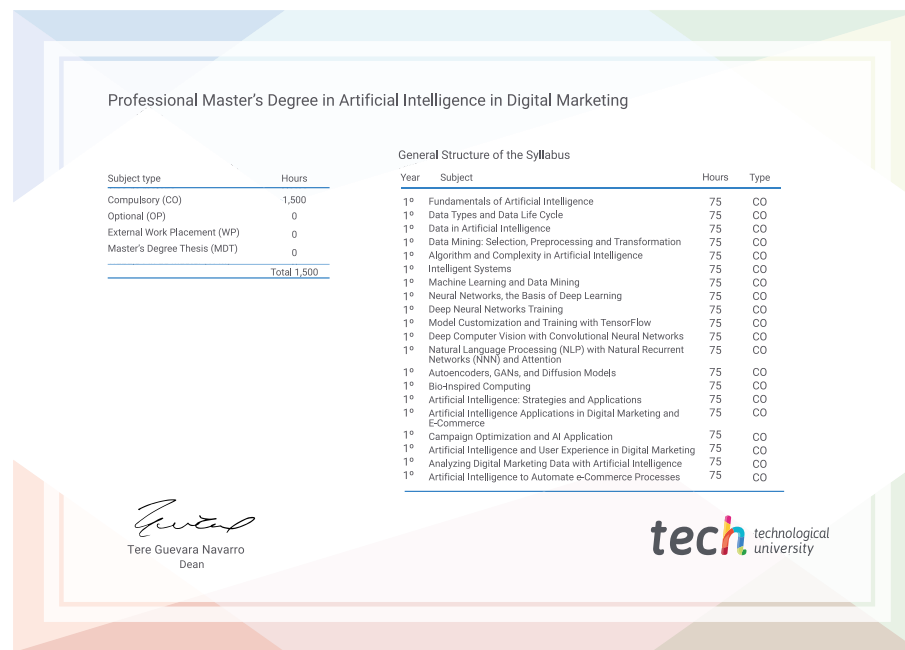 Professional Master's Degree in Artificial Intelligence in Digital Marketing
Subject type Hours
Compulsory (CO) 1,500
Optional (OP) 0
External Work Placement (WP) 0
Master's Degree Thesis (MDT) 0
Total 1,500
General Structure of the Syllabus
Year Subject Hours Type
1º Fundamentals of Artificial Intelligence 75 CO
1º Data Types and Data Life Cycle 75 CO
1º Data in Artificial Intelligence 75 CO
1º Data Mining: Selection, Preprocessing and Transformation 75 CO
1º Algorithm and Complexity in Artificial Intelligence 75 CO
1º Intelligent Systems 75 CO
1º Machine Learning and Data Mining 75 CO
1º Neural Networks, the Basis of Deep Learning 75 CO
1º Deep Neural Networks Training 75 CO
1º Model Customization and Training with TensorFlow 75 CO
1º Deep Computer Vision with Convolutional Neural Networks 75 CO
1º Natural Language Processing (NLP) with Natural Recurrent 75 CO
Networks (NNN) and Attention
1º Autoencoders, GANs, and Diffusion Models 75 CO
1º Bio-Inspired Computing 75 CO
1º Artificial Intelligence: Strategies and Applications 75 CO
1º Artificial Intelligence Applications in Digital Marketing and 75 CO
E-Commerce
1º Campaign Optimization and AI Application 75 CO
1º Artificial Intelligence and User Experience in Digital Marketing 75 CO
1º Analyzing Digital Marketing Data with Artificial Intelligence 75 CO
1º Artificial Intelligence to Automate e-Commerce Processes 75 CO
Tere Guevara Navarro
Dean
tech technological
university